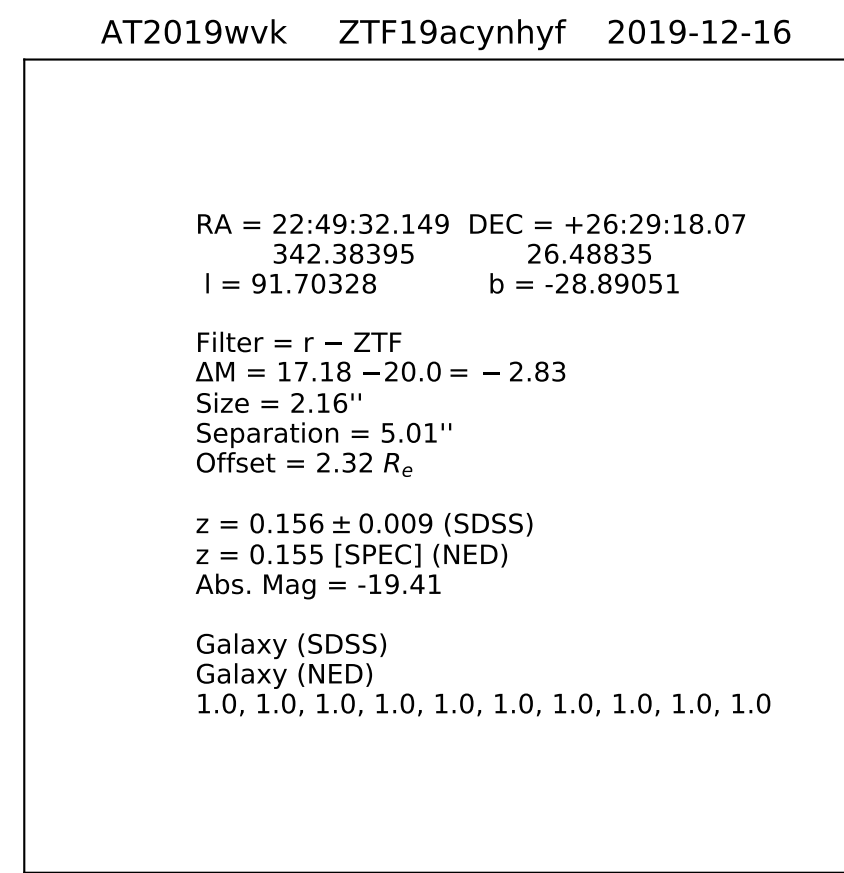 AT2019wvk ZTF19acynhyf 2019-12-16
RA = 22:49:32.149 DEC = +26:29:18.07
342.38395 26.48835
l = 91.70328 b = -28.89051
Filter = r − ZTF
ΔM = 17.18 −20.0 = − 2.83
Size = 2.16''
Separation = 5.01''
Offset = 2.32 Re
z = 0.156 ± 0.009 (SDSS)
z = 0.155 [SPEC] (NED)
Abs. Mag = -19.41
Galaxy (SDSS)
Galaxy (NED)
1.0, 1.0, 1.0, 1.0, 1.0, 1.0, 1.0, 1.0, 1.0, 1.0